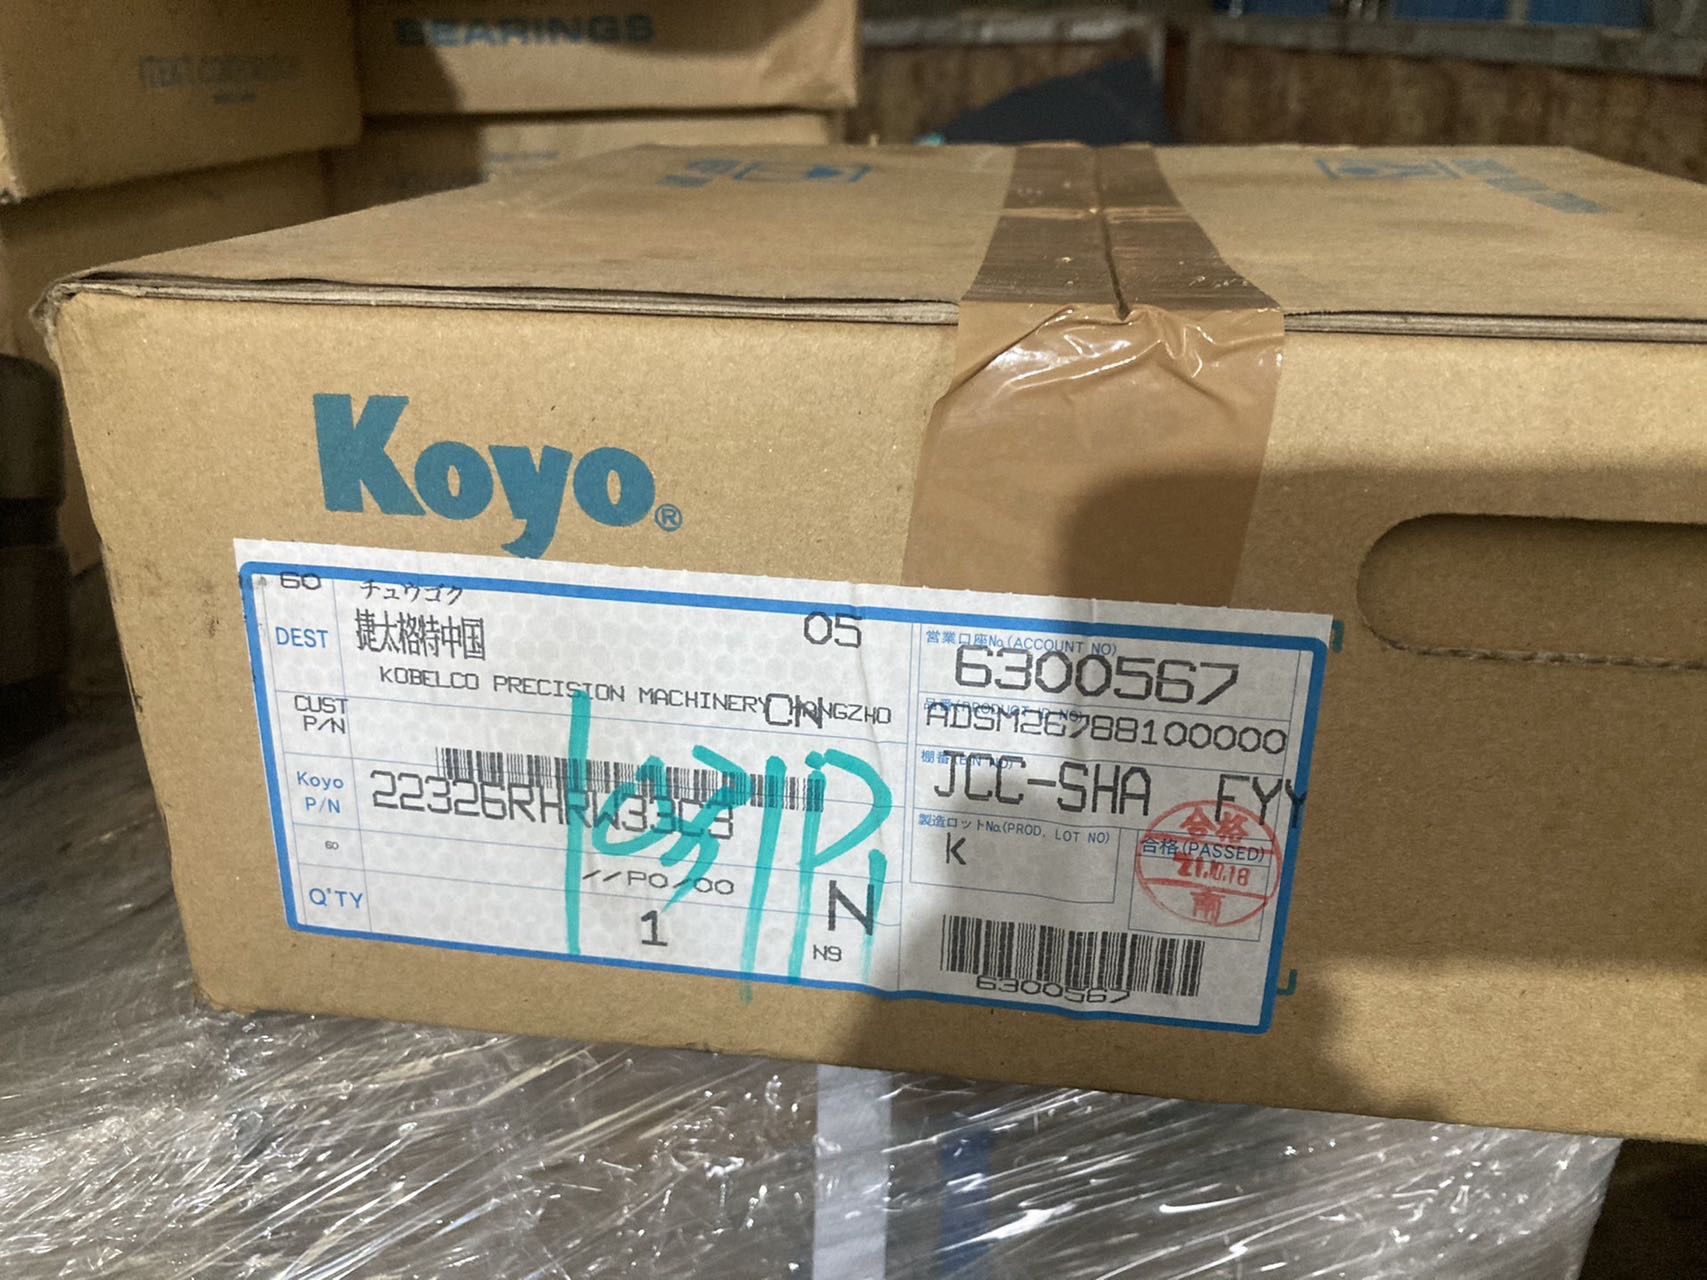 BEARINGS
Koyo®
60
チュウゴク
DEST
捷太格特中国
05
KOBELCO PRECISION MACHINERY
CN
CUST
P/N
Koyo
P/N
22326RHRW33C3
60
//PO/00
Q'TY
1
N
N9
営業口座No.(ACCOUNT NO)
6300567
ADSM26788100000
JCC-SHA FYY
製造ロットNo.(PROD. LOT NO)
K
合格(PASSED)
合格
21.10.18
南
6300567